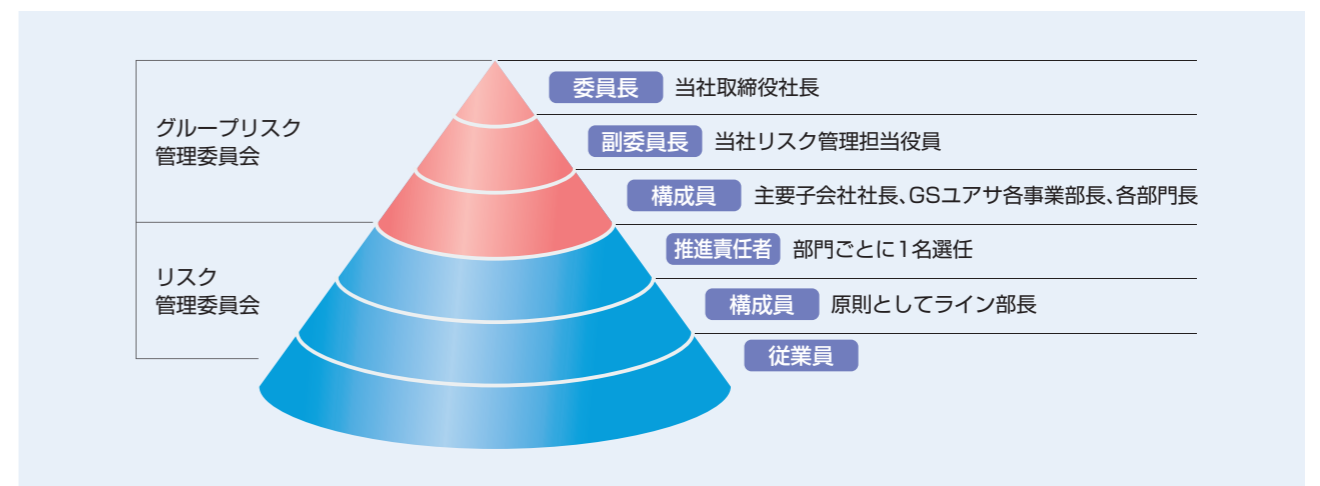 グループリスク
管理委員会
委員長 当社取締役社長
副委員長 当社リスク管理担当役員
構成員 主要子会社社長、GSユアサ各事業部長、各部門長
リスク
管理委員会
推進責任者 部門ごとに1名選任
構成員 原則としてライン部長
従業員